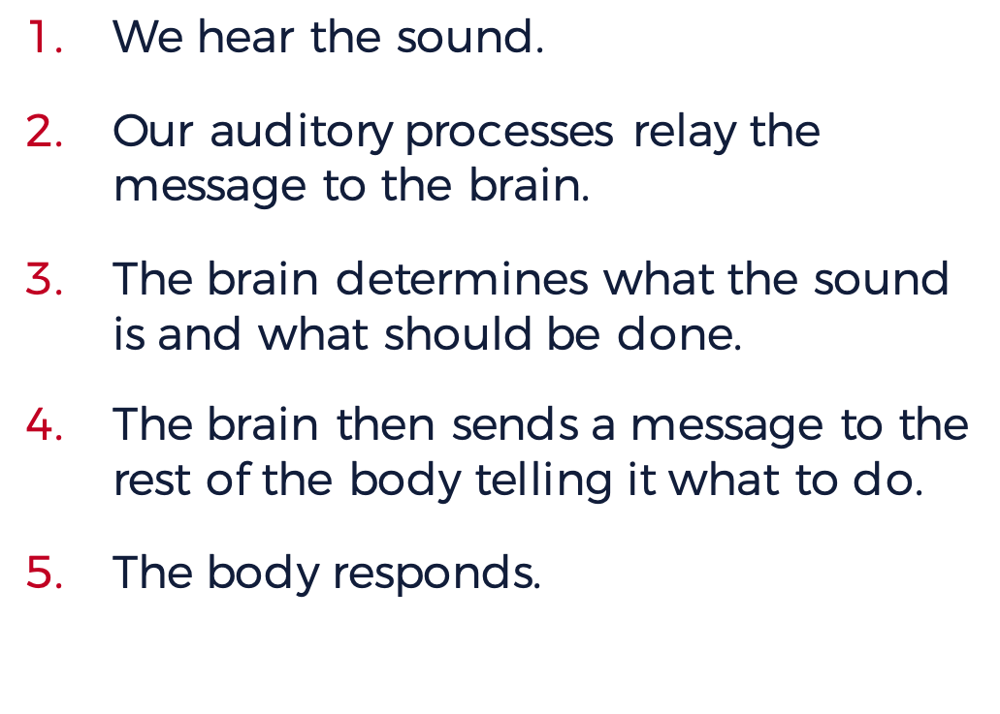 1. We hear the sound.
2. Our auditory processes relay the
message to the brain.
3. The brain determines what the sound
is and what should be done.
4. The brain then sends a message to the
rest of the body telling it what to do.
5. The body responds.